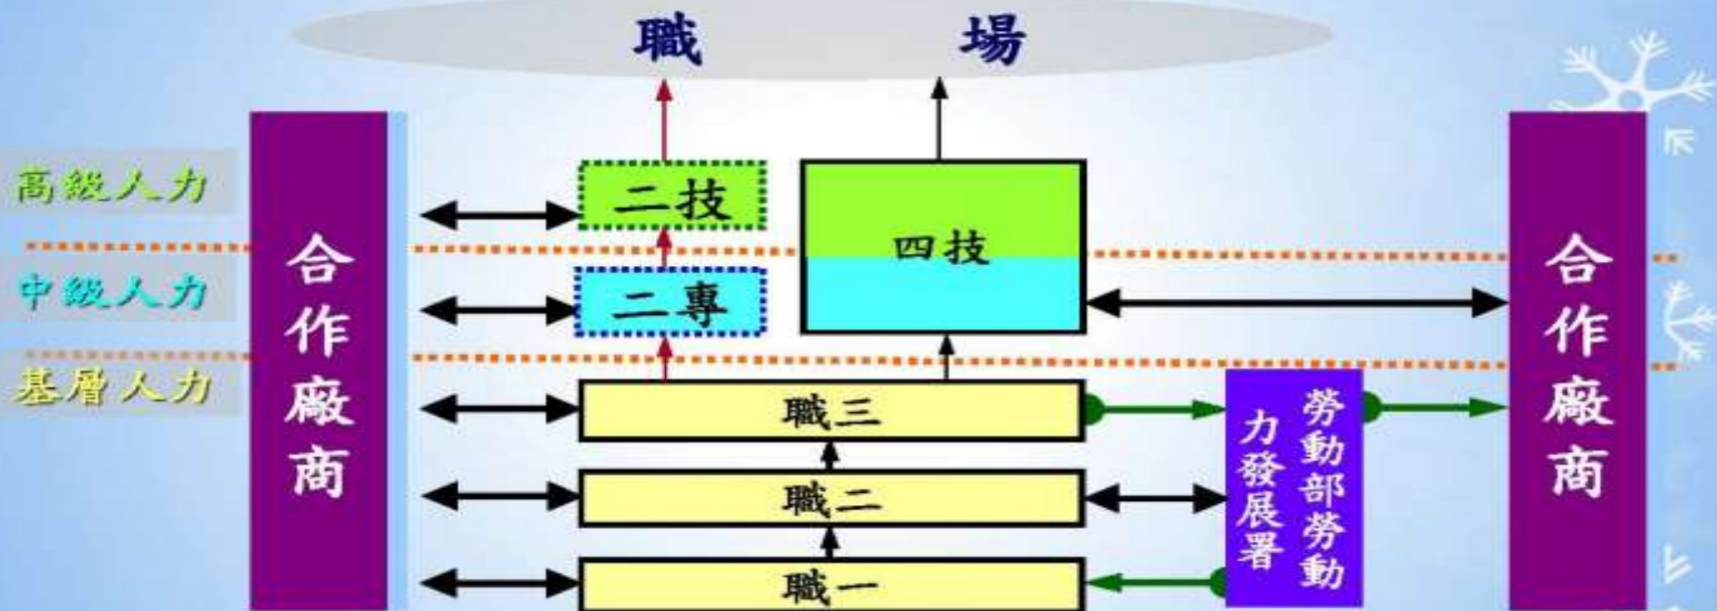 職 場
高級人力
中級人力
基層人力
合作廠商
二技
二專
四技
職三
職二
職一
勞動部勞動
力發展署
合作廠商